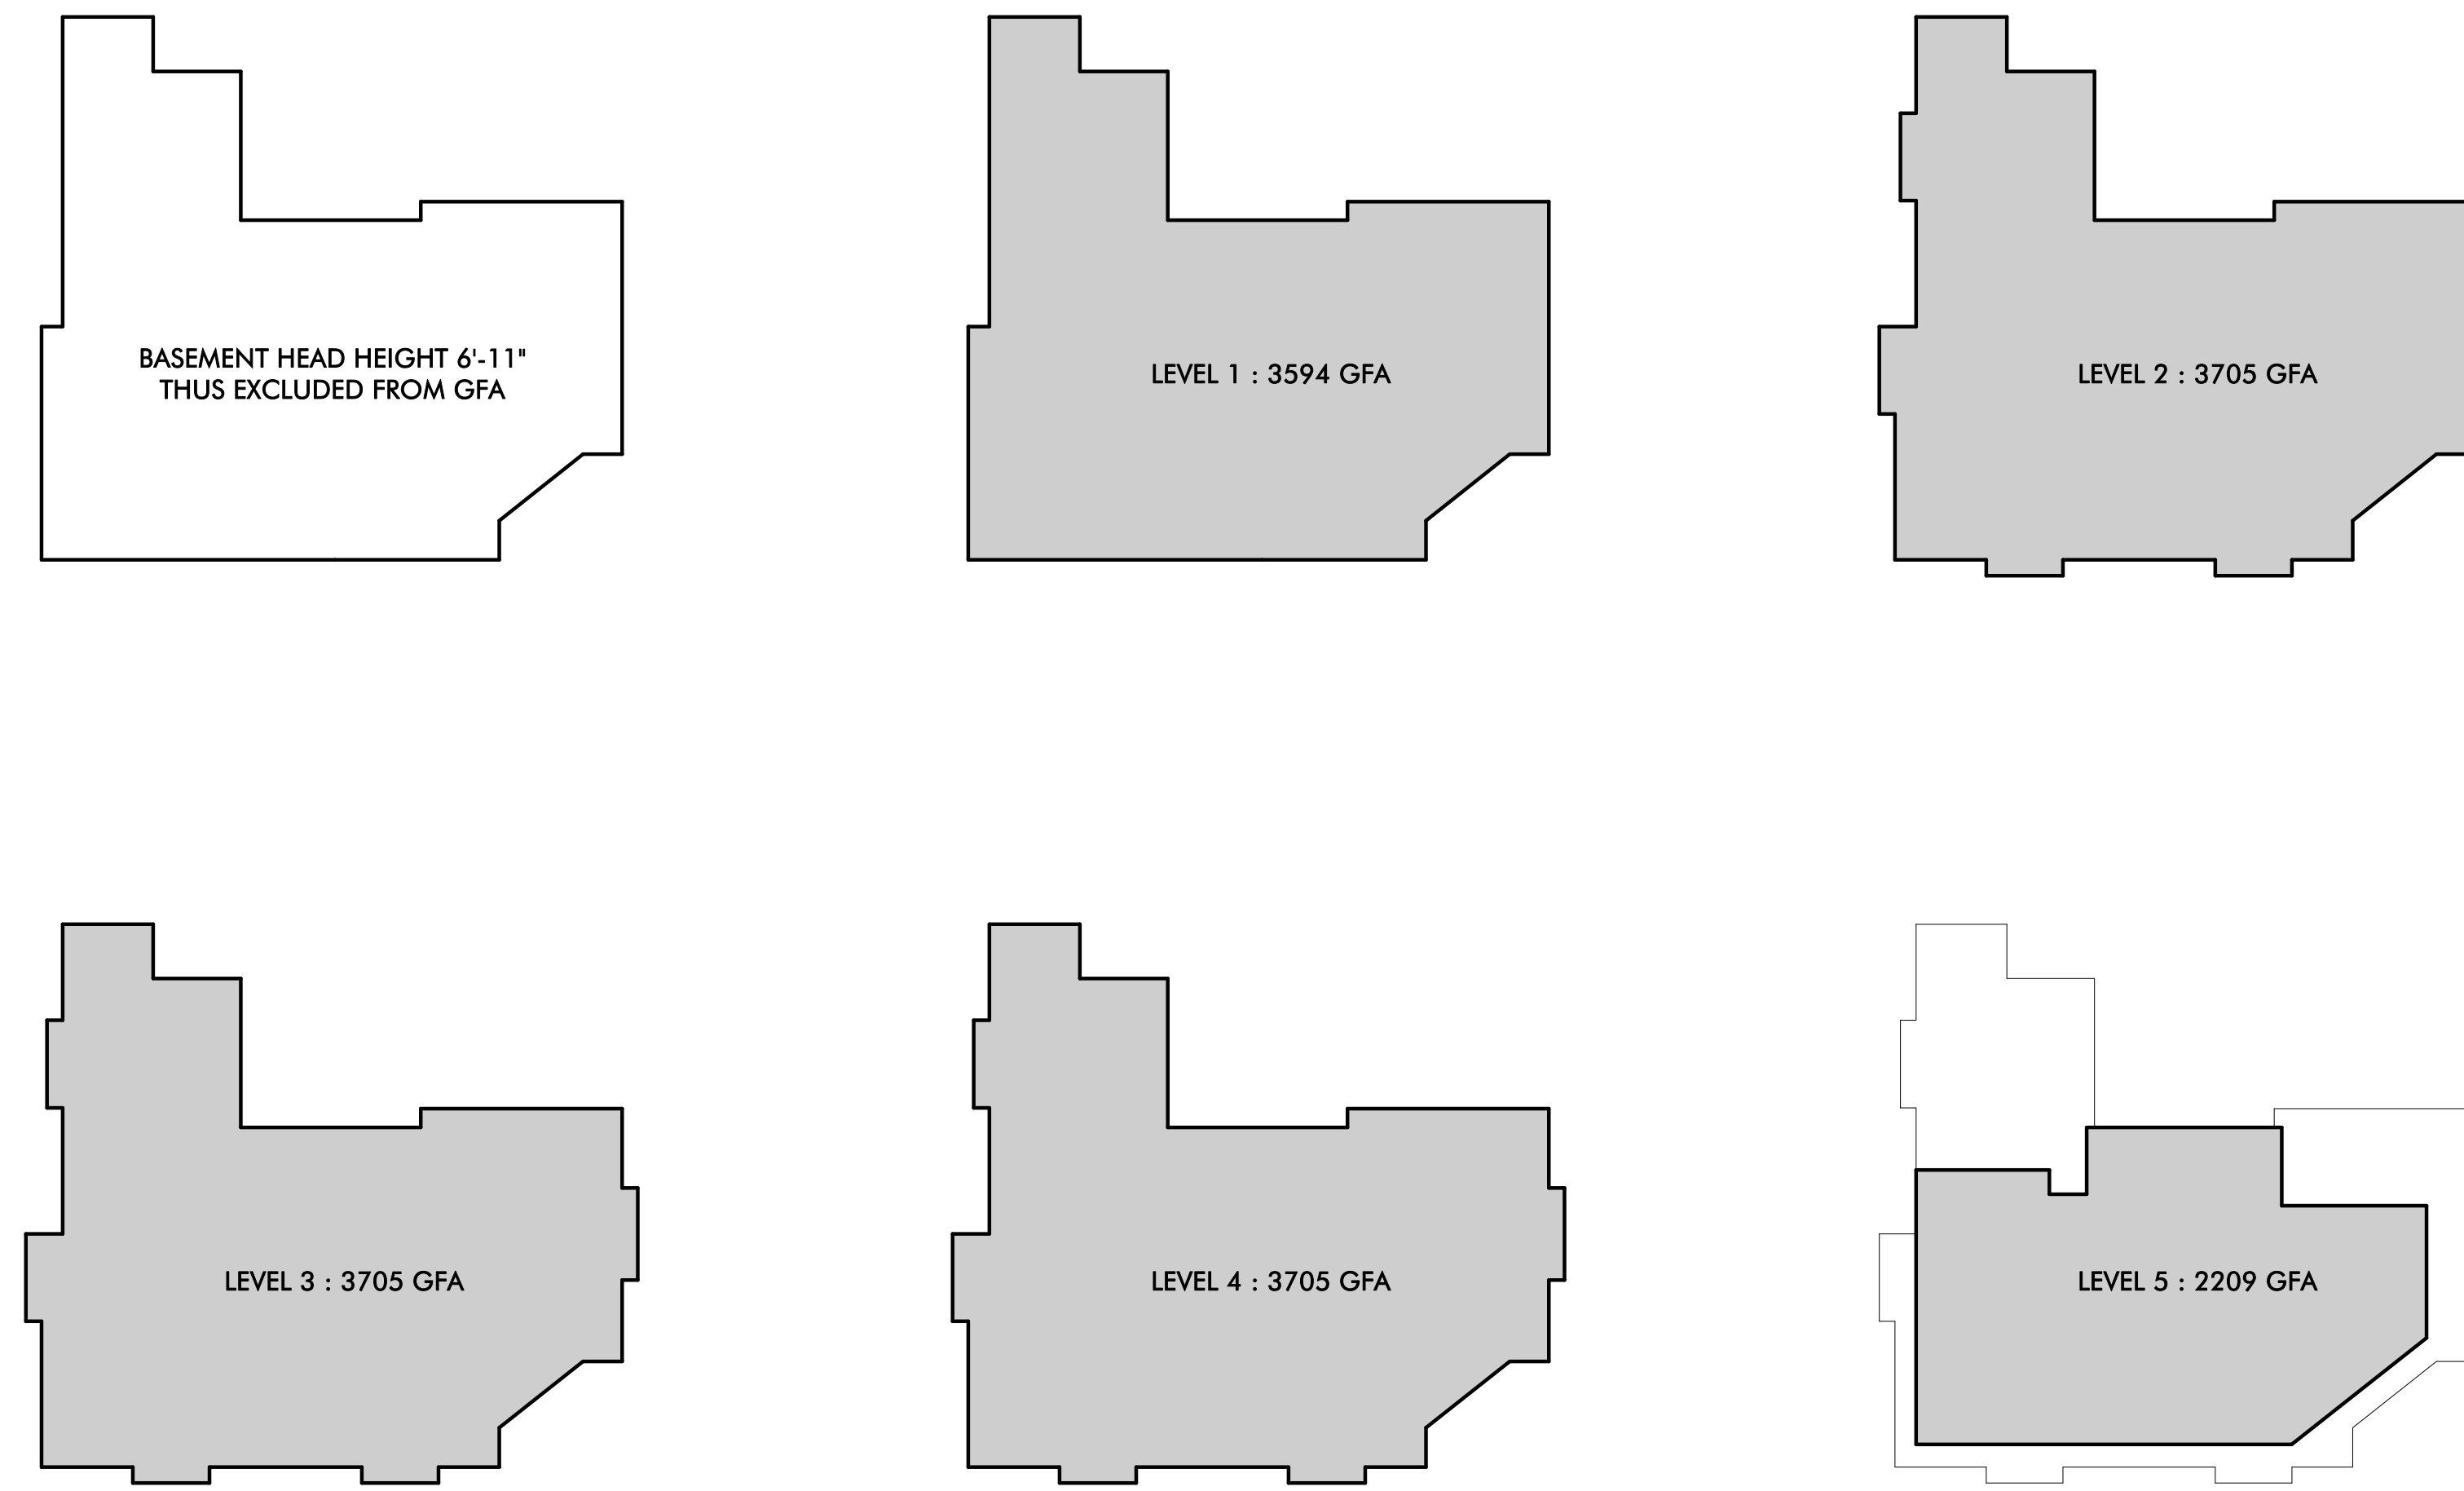 BASEMENT HEAD HEIGHT 6'-11"
THUS EXCLUDED FROM GFA
LEVEL 1 : 3594 GFA
LEVEL 2 : 3705 GFA
LEVEL 3 : 3705 GFA
LEVEL 4 : 3705 GFA
LEVEL 5 : 2209 GFA